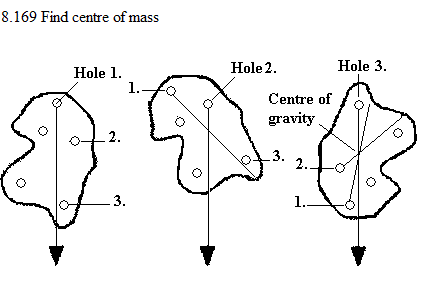 8.169 Find centre of mass
Hole 1.
2.
3.
Hole 2.
1.
3.
Hole 3.
Centre of
gravity
2.
1.